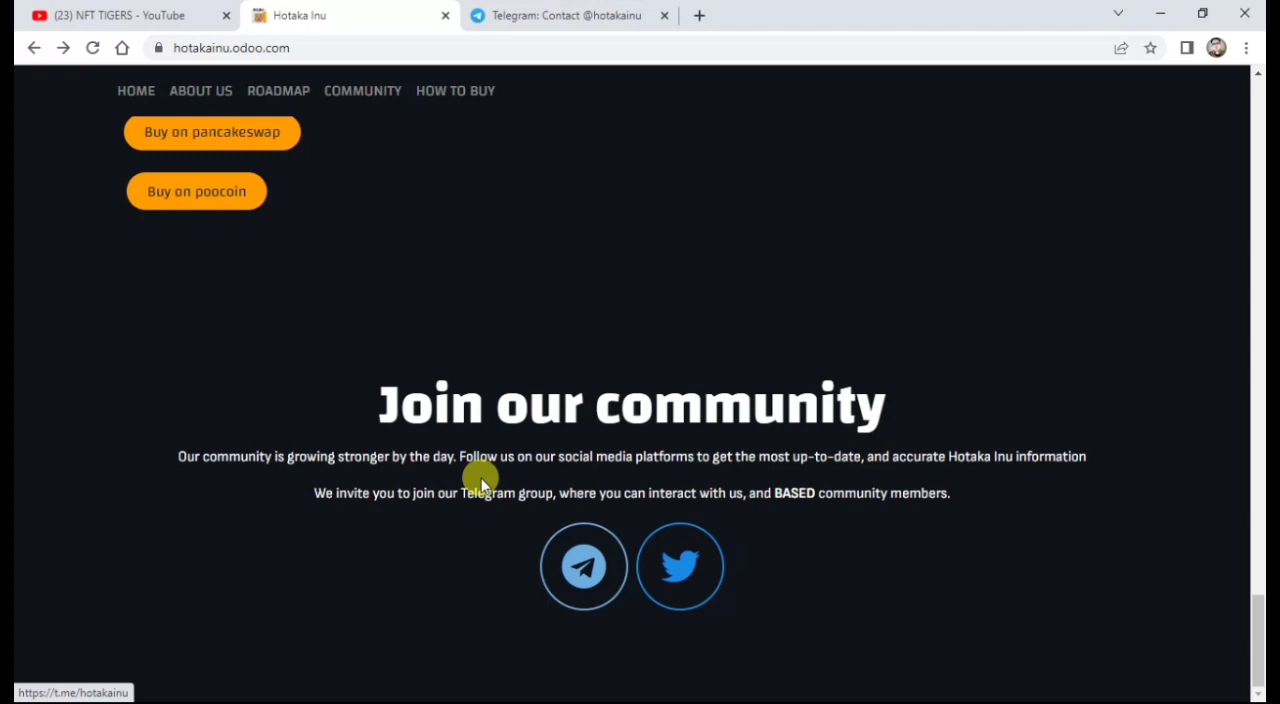 (23) NFT TIGERS - YouTube
Hotaka Inu
Telegram: Contact @hotakainu
hotakainu.odoo.com
HOME ABOUT US ROADMAP COMMUNITY HOW TO BUY
Buy on pancakeswap
Buy on poocoin
Join our community
Our community is growing stronger by the day. Follow us on our social media platforms to get the most up-to-date, and accurate Hotaka Inu information
We invite you to join our Telegram group, where you can interact with us, and BASED community members.
https://t.me/hotakainu